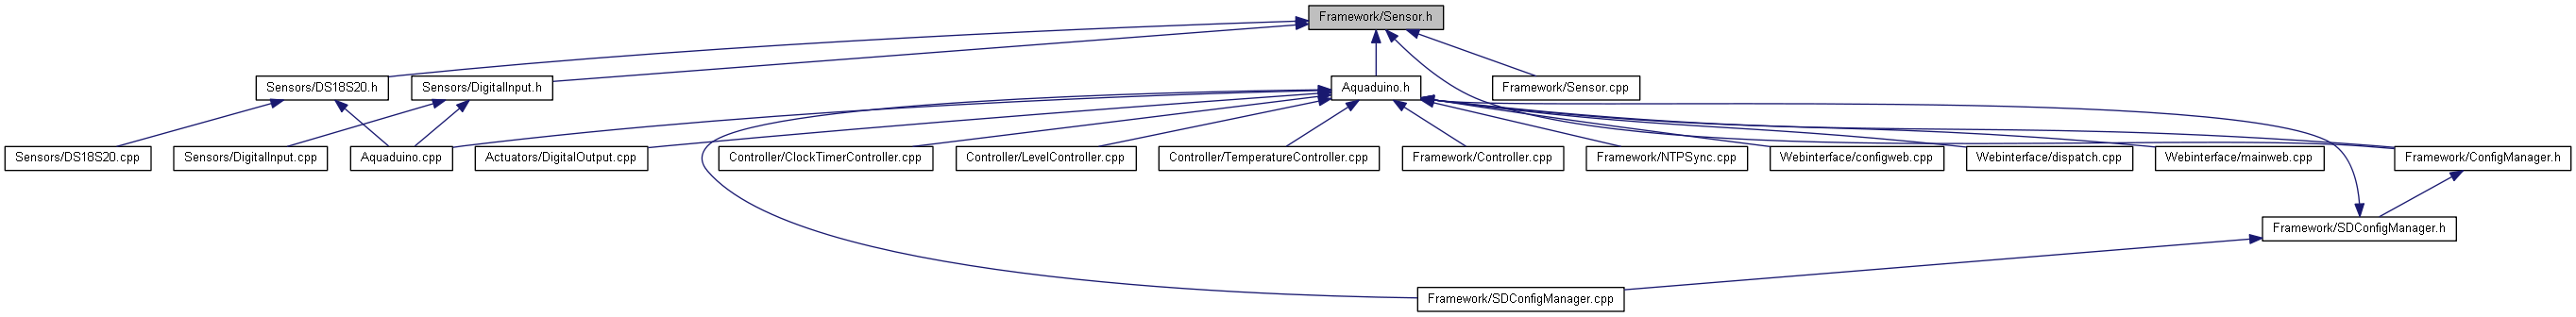 Framework/Sensor.h
Sensors/DS18S20.h
Sensors/DigitalInput.h
Aquaduino.h
Framework/Sensor.cpp
Sensors/DS18S20.cpp
Sensors/DigitalInput.cpp
Aquaduino.cpp
Actuators/DigitalOutput.cpp
Controller/ClockTimerController.cpp
Controller/LevelController.cpp
Controller/TemperatureController.cpp
Framework/Controller.cpp
Framework/NTPSync.cpp
Webinterface/configweb.cpp
Webinterface/dispatch.cpp
Webinterface/mainweb.cpp
Framework/ConfigManager.h
Framework/SDConfigManager.h
Framework/SDConfigManager.cpp